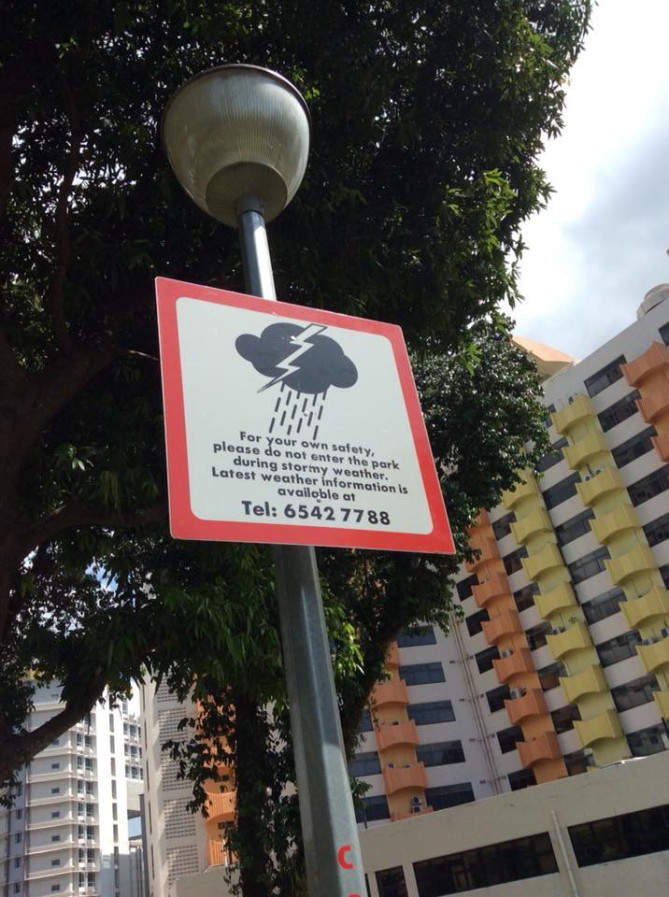 For your own safety,
please do not enter the park
during stormy weather.
Latest weather information is
available at
Tel: 6542 7788
C